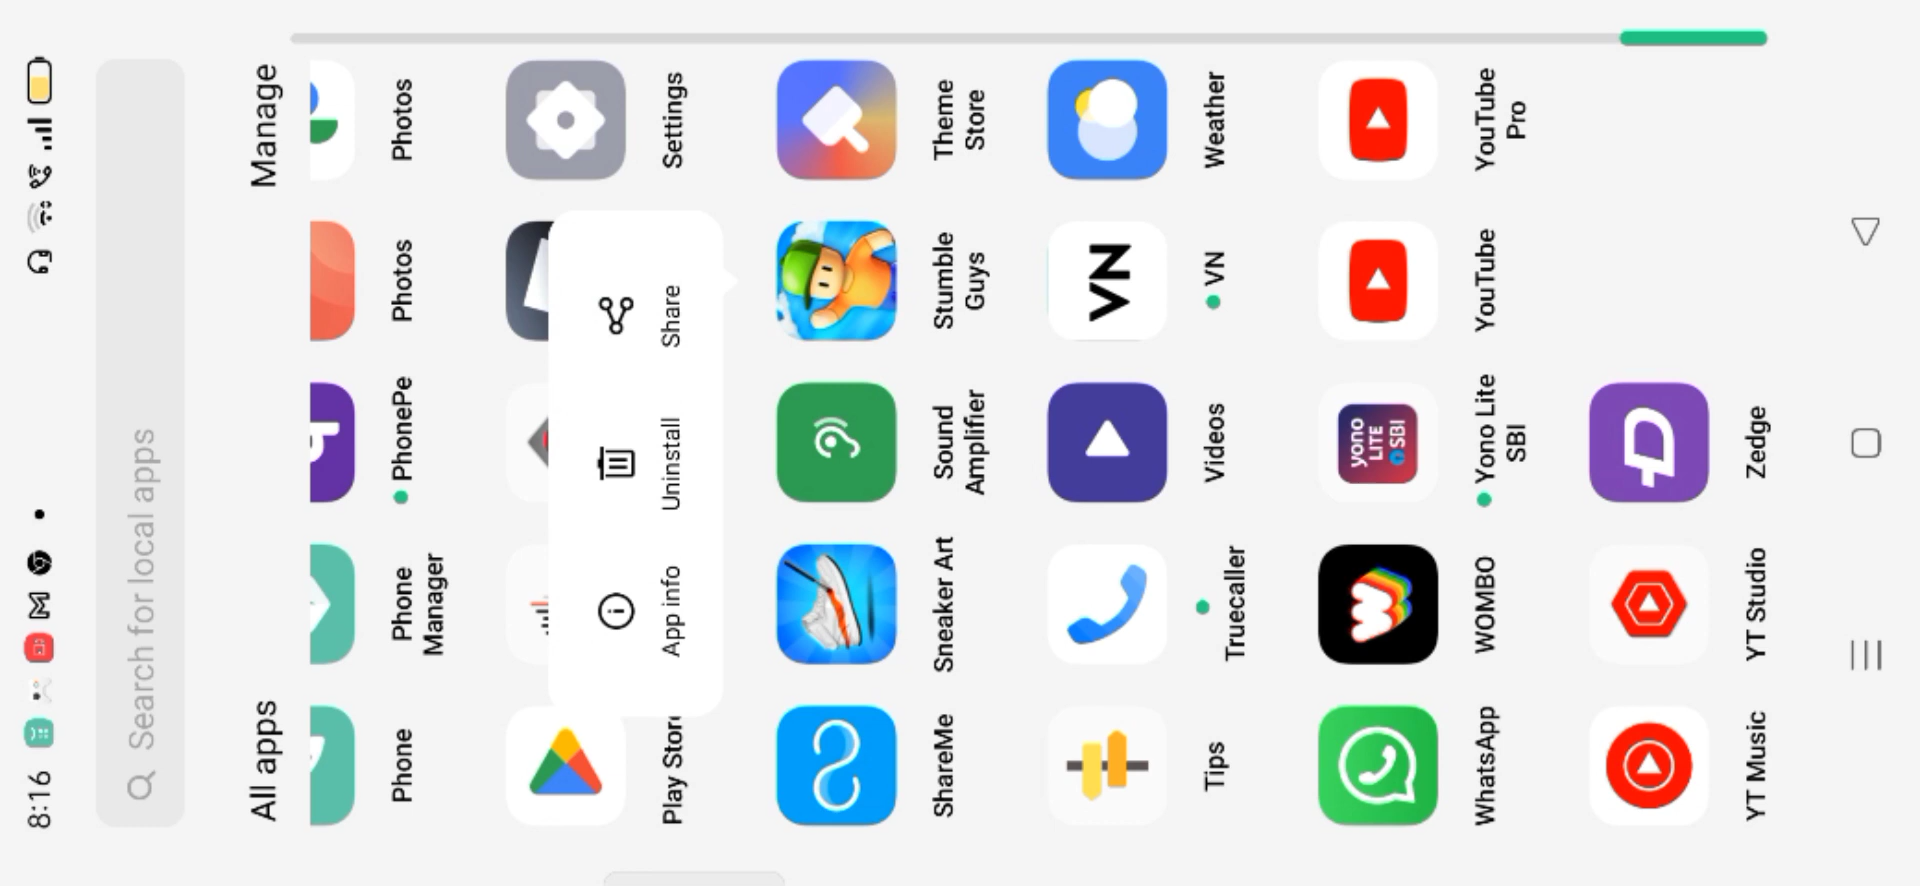 8:16
Search for local apps
All apps
Manage
Phone
Phone
Manager
PhonePe
Photos
Photos
App info
Uninstall
Share
Play Store
Settings
ShareMe
Sneaker Art
Sound
Amplifier
Stumble
Guys
Theme
Store
Tips
Truecaller
Videos
VN
VN
Weather
WhatsApp
WOMBO
yono
LITE
SBI
Yono Lite
SBI
YouTube
YouTube
Pro
YT Music
YT Studio
Zedge